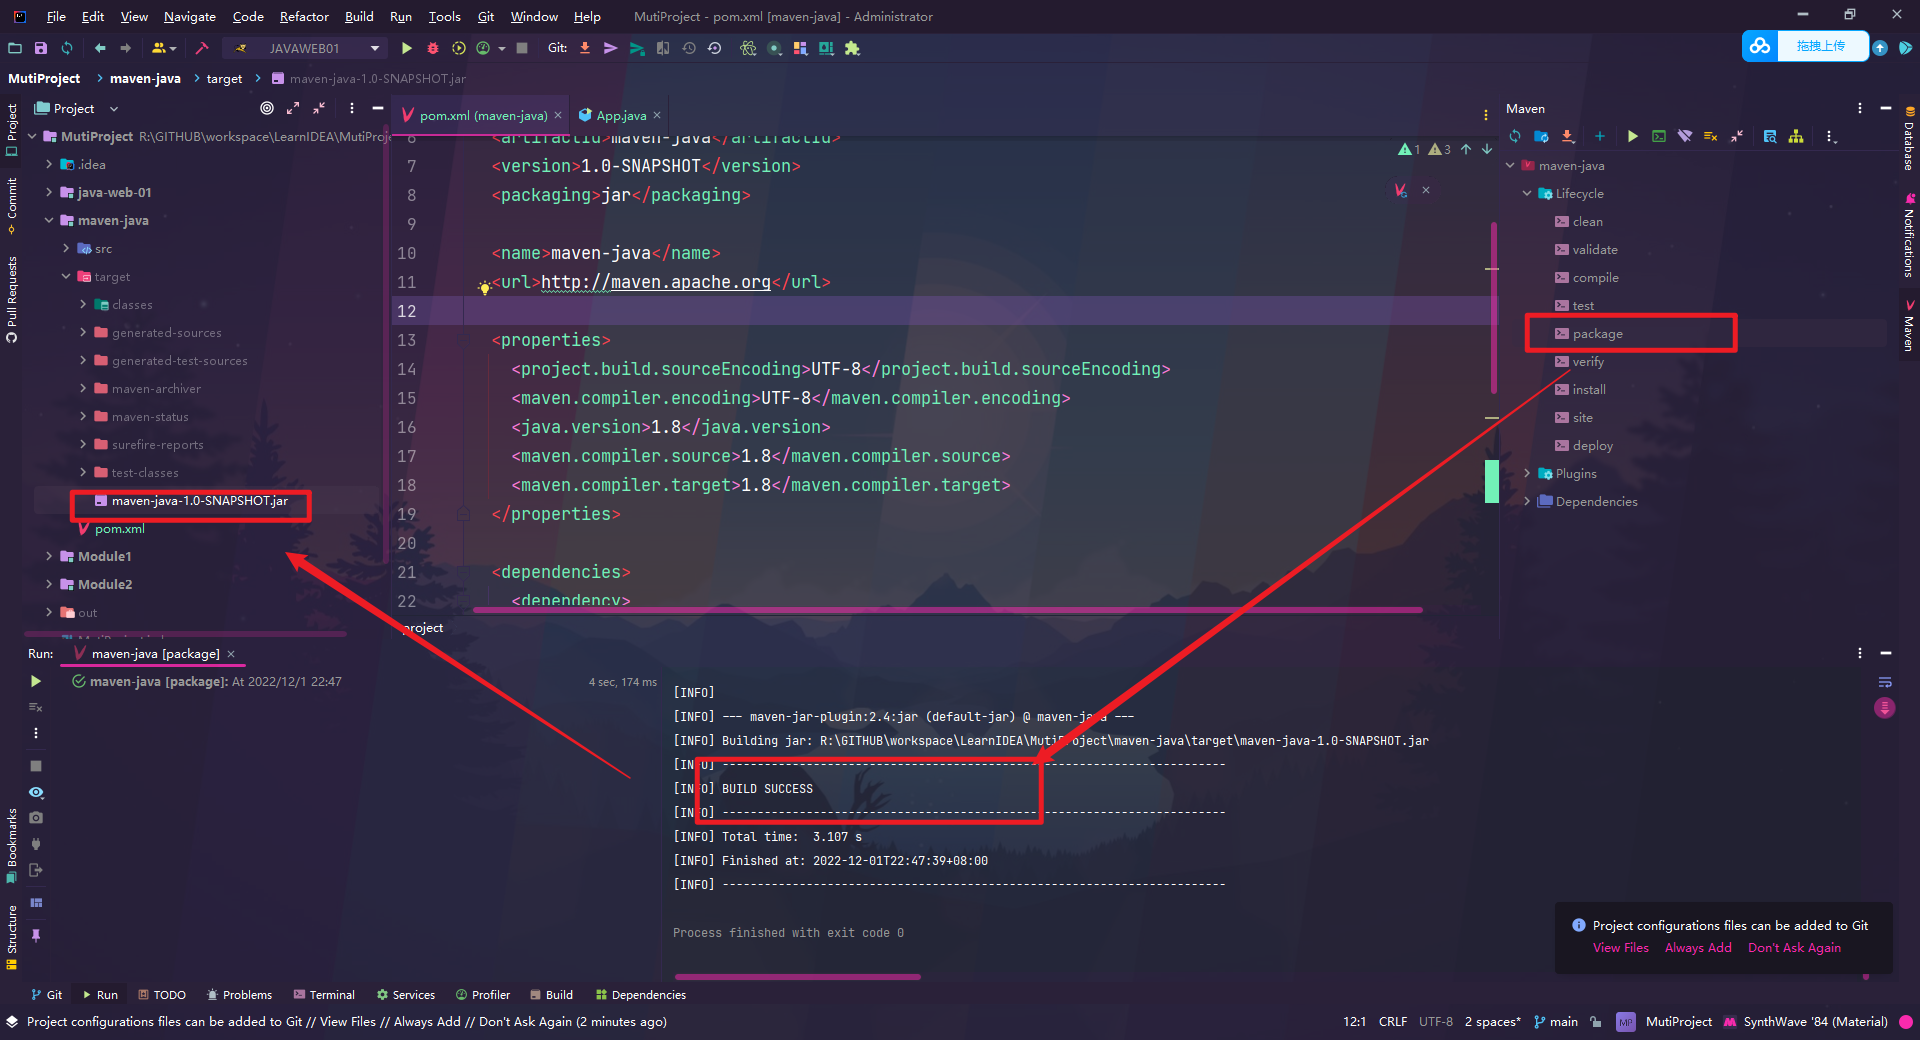 File Edit View Navigate Code Refactor Build Run Tools Git Window Help MutiProject - pom.xml [maven-java] - Administrator
JAVAWEB01 Git: 拖拽上传
MutiProject maven-java target maven-java-1.0-SNAPSHOT.jar
Project
Project
MutiProject R:\GITHUB\workspace\LearnIDEA\MutiProje
.idea
java-web-01
maven-java
src
target
classes
generated-sources
generated-test-sources
maven-archiver
maven-status
surefire-reports
test-classes
maven-java-1.0-SNAPSHOT.jar
pom.xml
Module1
Module2
out
Commit
Pull Requests
Bookmarks
Structure
pom.xml (maven-java) App.java
1 3
6 <artifactId>maven-java</artifactId>
7 <version>1.0-SNAPSHOT</version>
8 <packaging>jar</packaging>
9
10 <name>maven-java</name>
11 <url>http://maven.apache.org</url>
12
13 <properties>
14 <project.build.sourceEncoding>UTF-8</project.build.sourceEncoding>
15 <maven.compiler.encoding>UTF-8</maven.compiler.encoding>
16 <java.version>1.8</java.version>
17 <maven.compiler.source>1.8</maven.compiler.source>
18 <maven.compiler.target>1.8</maven.compiler.target>
19 </properties>
20
21 <dependencies>
22 <dependency>
project
Maven
maven-java
Lifecycle
clean
validate
compile
test
package
verify
install
site
deploy
Plugins
Dependencies
Database
Notifications
Maven
Run: maven-java [package]
maven-java [package]: At 2022/12/1 22:47 4 sec, 174 ms
[INFO]
[INFO] --- maven-jar-plugin:2.4:jar (default-jar) @ maven-java ---
[INFO] Building jar: R:\GITHUB\workspace\LearnIDEA\MutiProject\maven-java\target\maven-java-1.0-SNAPSHOT.jar
[INFO] ------------------------------------------------------------------------
[INFO] BUILD SUCCESS
[INFO] ------------------------------------------------------------------------
[INFO] Total time:  3.107 s
[INFO] Finished at: 2022-12-01T22:47:39+08:00
[INFO] ------------------------------------------------------------------------
Process finished with exit code 0
Project configurations files can be added to Git
View Files Always Add Don't Ask Again
Git Run TODO Problems Terminal Services Profiler Build Dependencies
Project configurations files can be added to Git // View Files // Always Add // Don't Ask Again (2 minutes ago) 12:1 CRLF UTF-8 2 spaces* main MP MutiProject SynthWave '84 (Material)